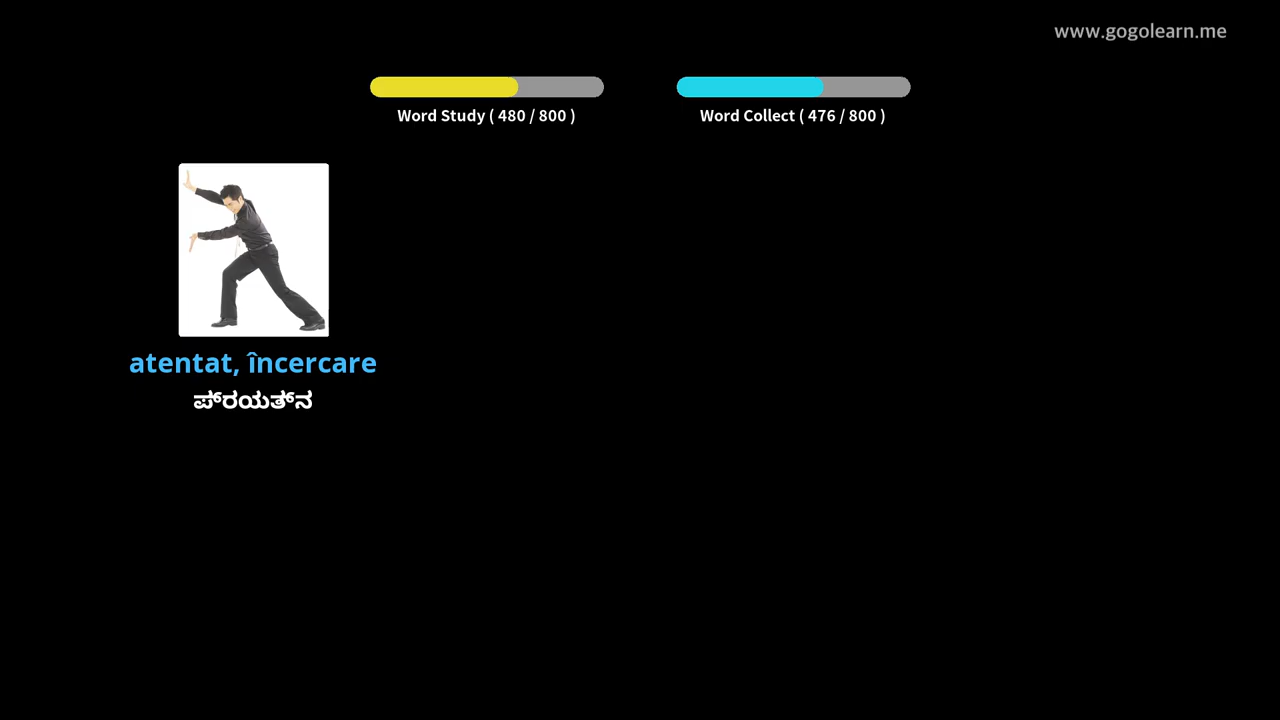 www.gogolearn.me
Word Study ( 480 / 800 )
Word Collect ( 476 / 800 )
atentat, încercare
ಪ್ರಯತ್ನ